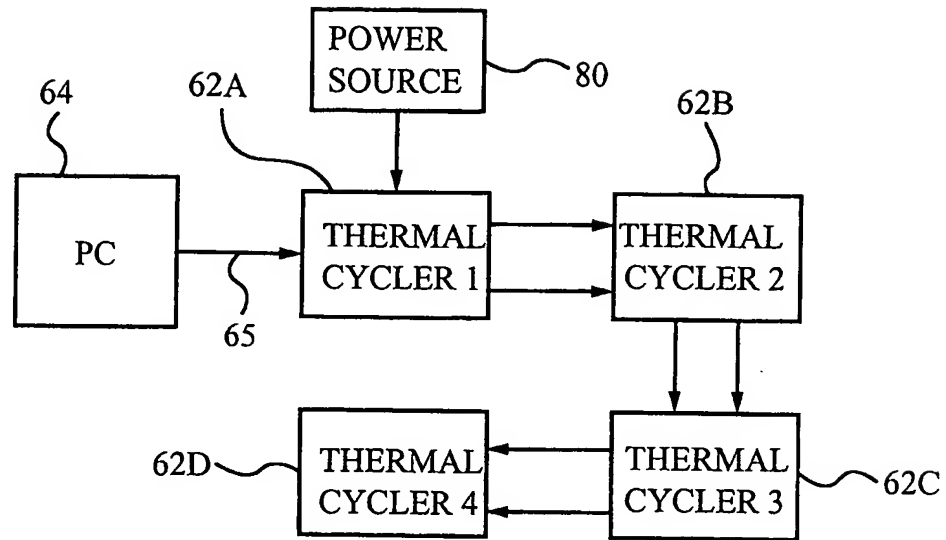 POWER
SOURCE
80
62A
64
62B
PC
THERMAL
CYCLER 1
THERMAL
CYCLER 2
65
62D
THERMAL
CYCLER 4
THERMAL
CYCLER 3
62C